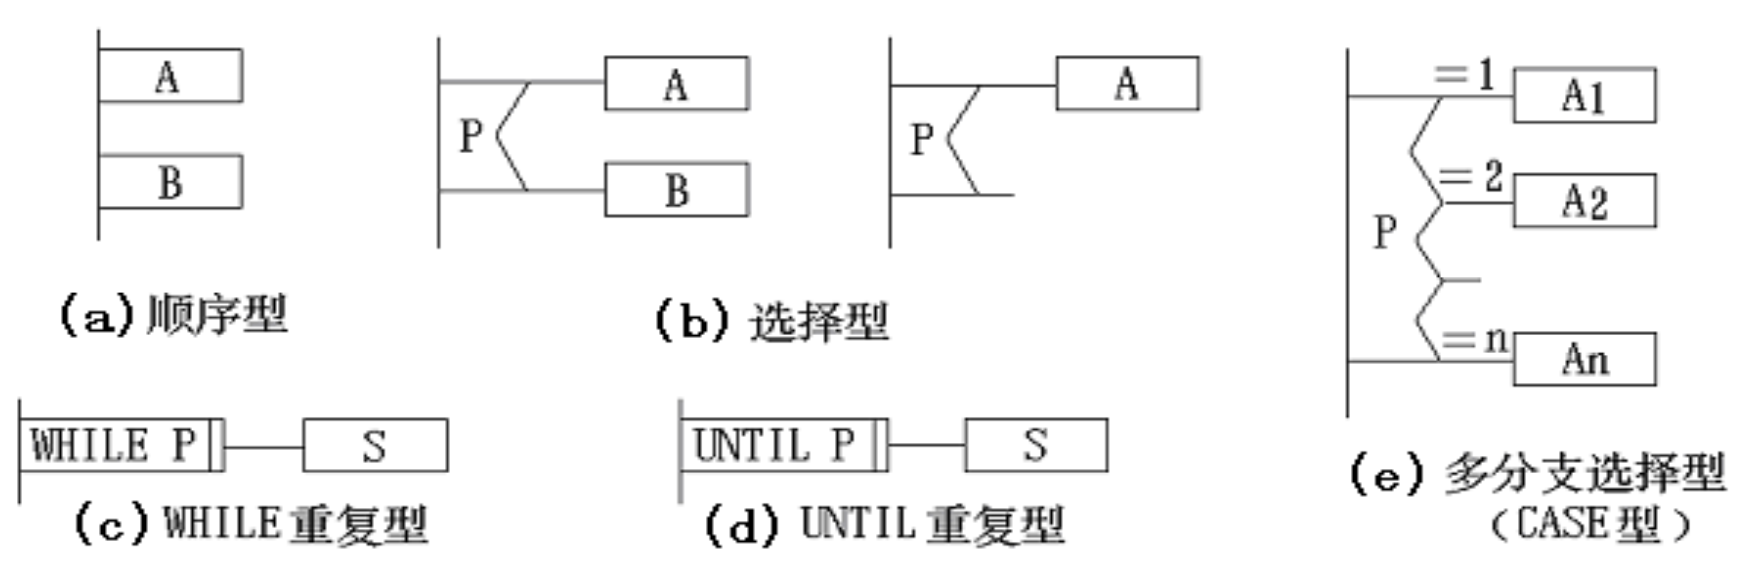 A
B
(a)顺序型
A
P
B
A
P
(b)选择型
=1
A1
=2
A2
P
=n
An
(e)多分支选择型
(CASE型)
WHILE P
S
(c)WHILE重复型
UNTIL P
S
(d)UNTIL重复型